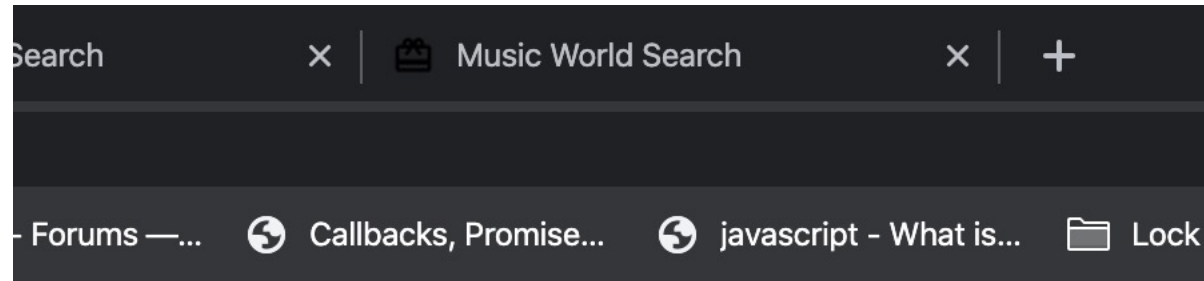 Search × Music World Search × +
- Forums —... Callbacks, Promise... javascript - What is... Lock